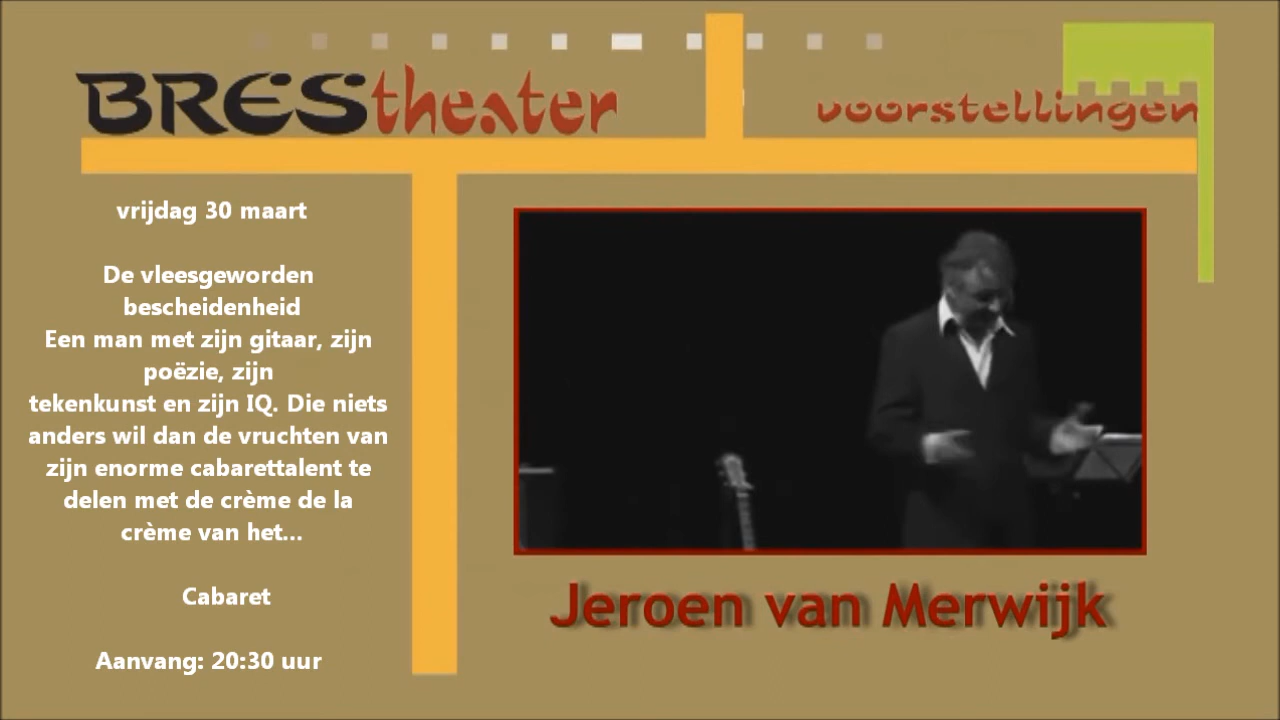 BREStheater
voorstellingen
vrijdag 30 maart
De vleesgeworden
bescheidenheid
Een man met zijn gitaar, zijn
poëzie, zijn
tekenkunst en zijn IQ. Die niets
anders wil dan de vruchten van
zijn enorme cabarettalent te
delen met de crème de la
crème van het...
Cabaret
Aanvang: 20:30 uur
Jeroen van Merwijk